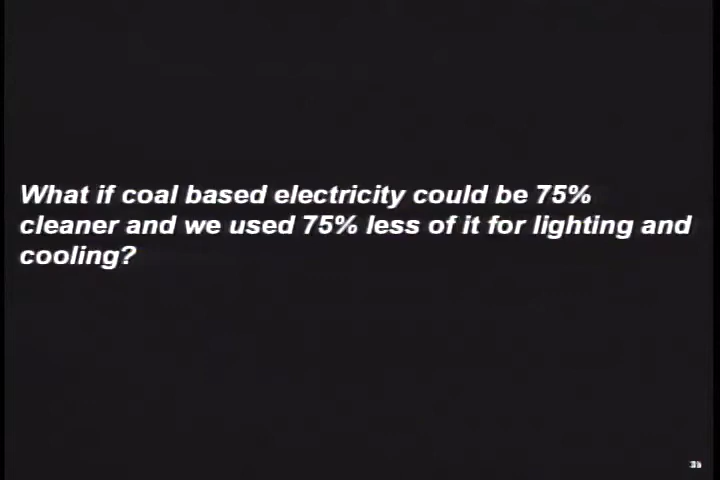 What if coal based electricity could be 75%
cleaner and we used 75% less of it for lighting and
cooling?